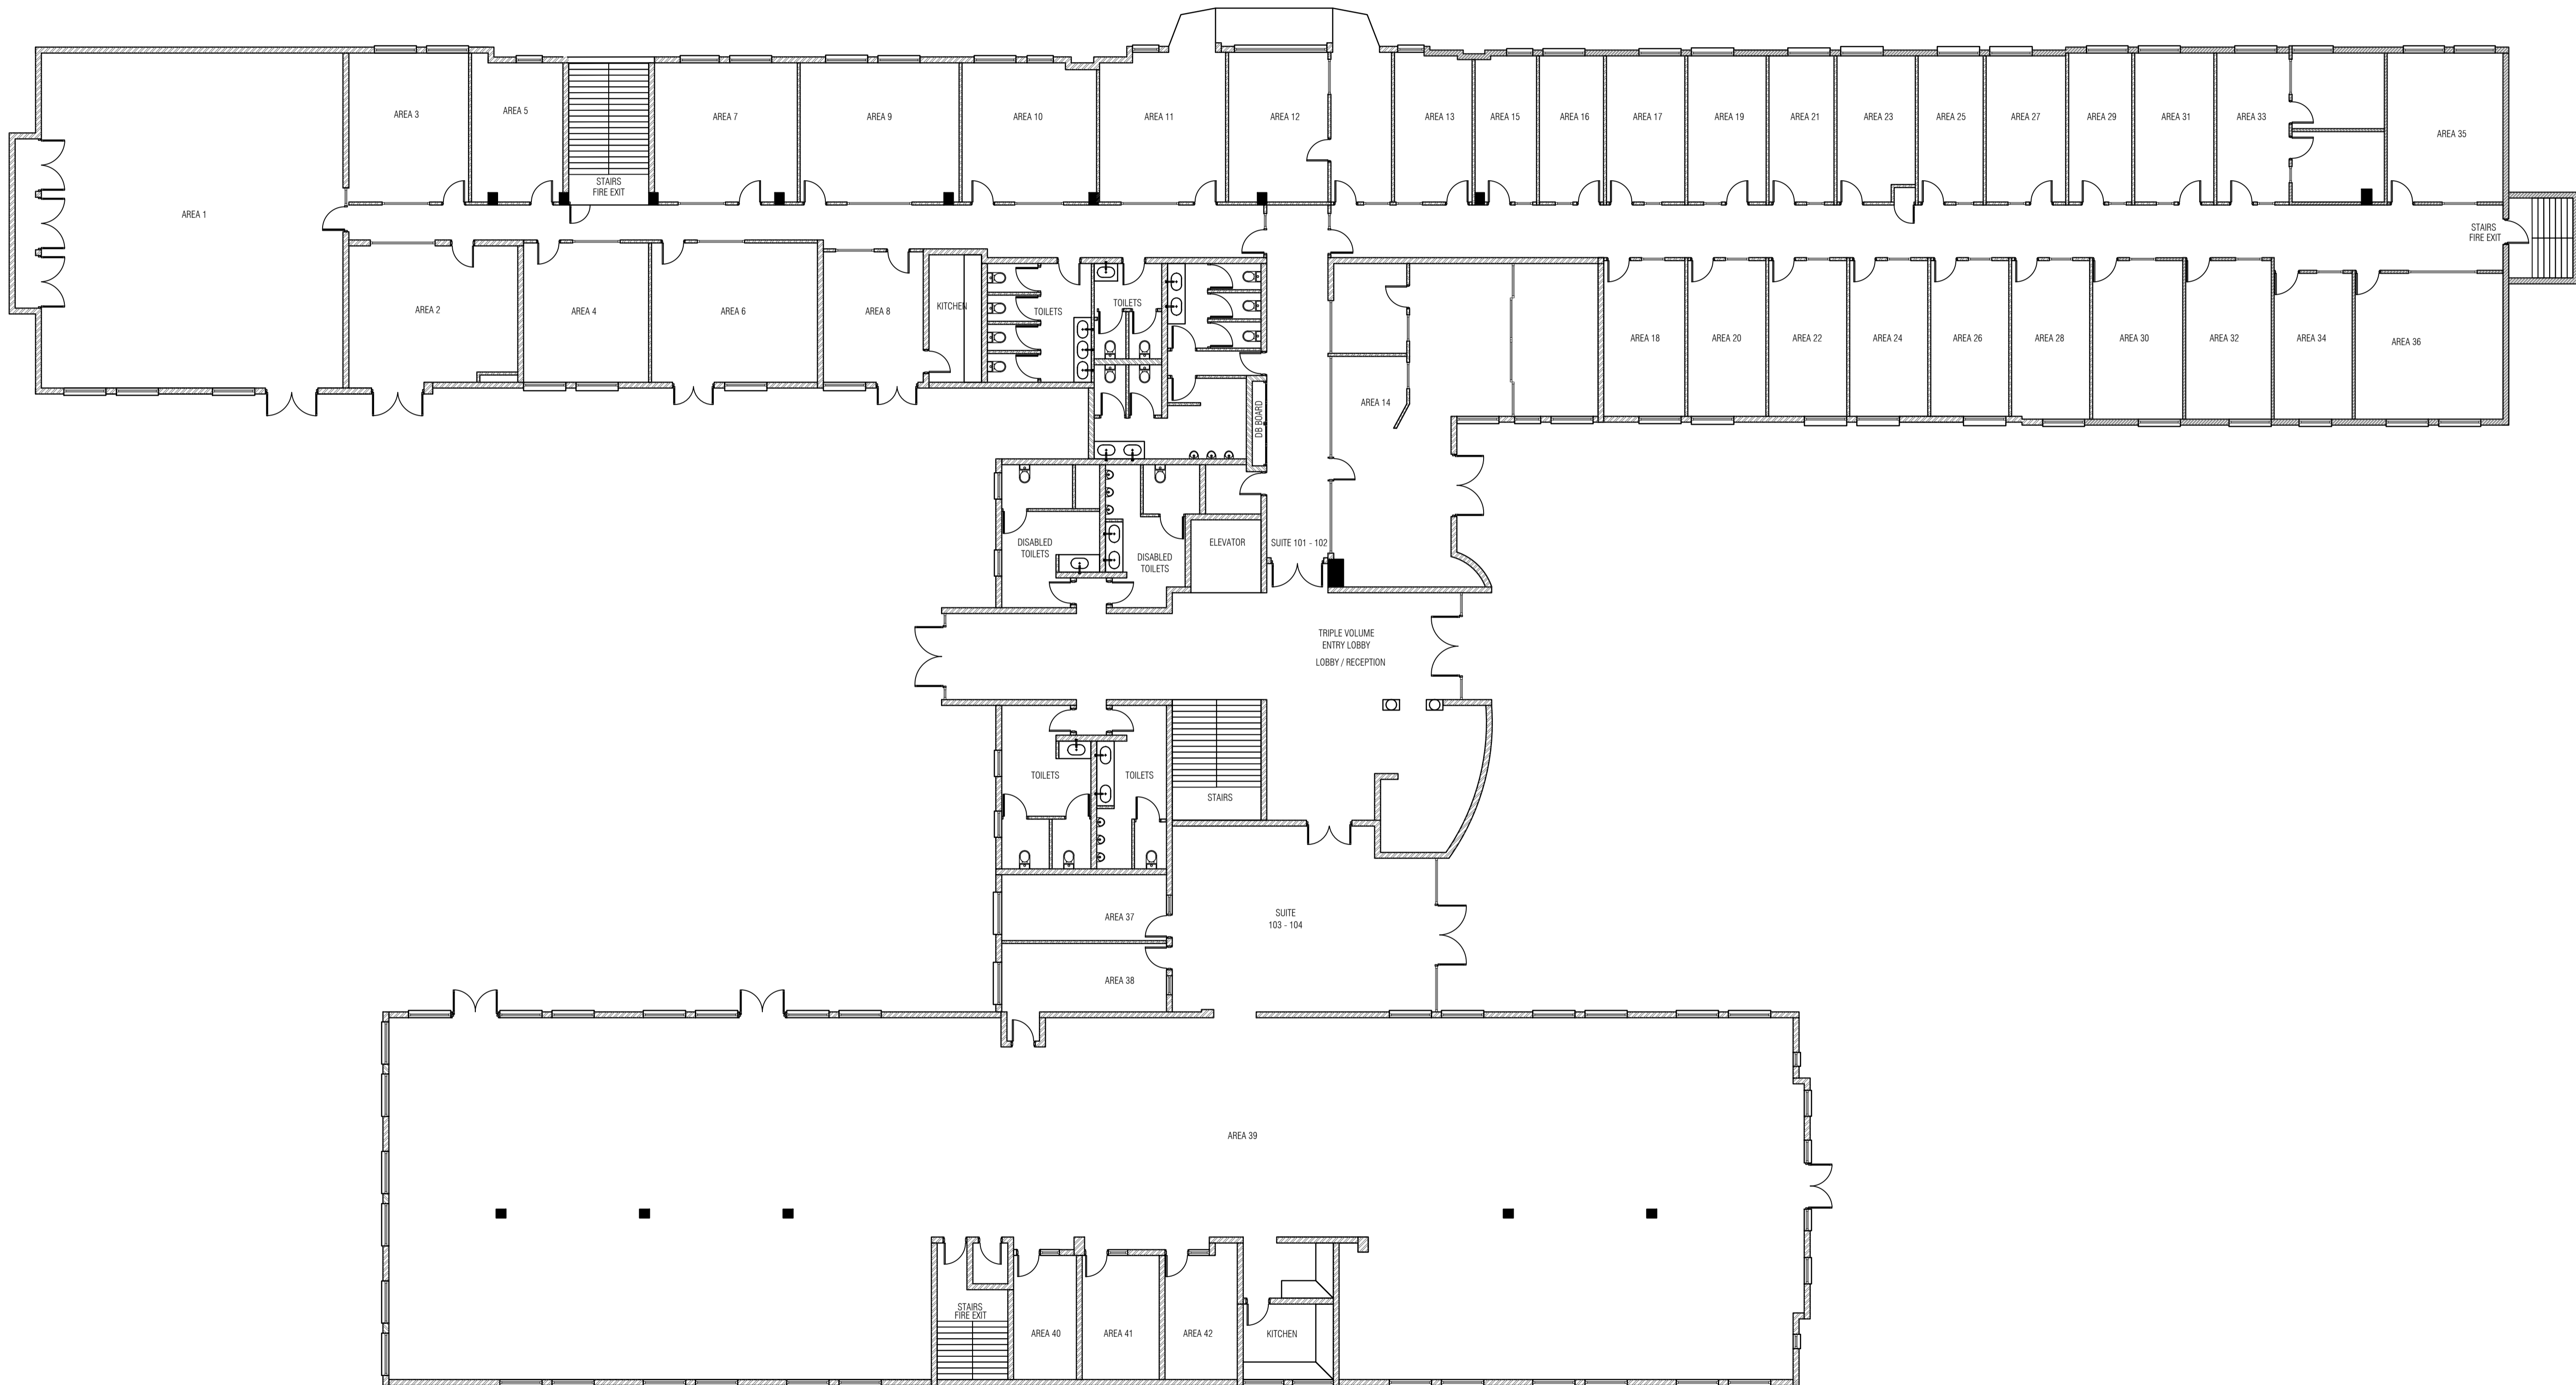 AREA 1
AREA 3
AREA 5
STAIRS
FIRE EXIT
AREA 7
AREA 9
AREA 10
AREA 11
AREA 12
AREA 13
AREA 15
AREA 16
AREA 17
AREA 19
AREA 21
AREA 23
AREA 25
AREA 27
AREA 29
AREA 31
AREA 33
AREA 35
STAIRS
FIRE EXIT
AREA 2
AREA 4
AREA 6
AREA 8
KITCHEN
TOILETS
TOILETS
DB BOARD
AREA 14
AREA 18
AREA 20
AREA 22
AREA 24
AREA 26
AREA 28
AREA 30
AREA 32
AREA 34
AREA 36
DISABLED
TOILETS
DISABLED
TOILETS
ELEVATOR
SUITE 101 - 102
TRIPLE VOLUME
ENTRY LOBBY
LOBBY / RECEPTION
TOILETS
TOILETS
STAIRS
AREA 37
SUITE
103 - 104
AREA 38
AREA 39
STAIRS
FIRE EXIT
AREA 40
AREA 41
AREA 42
KITCHEN